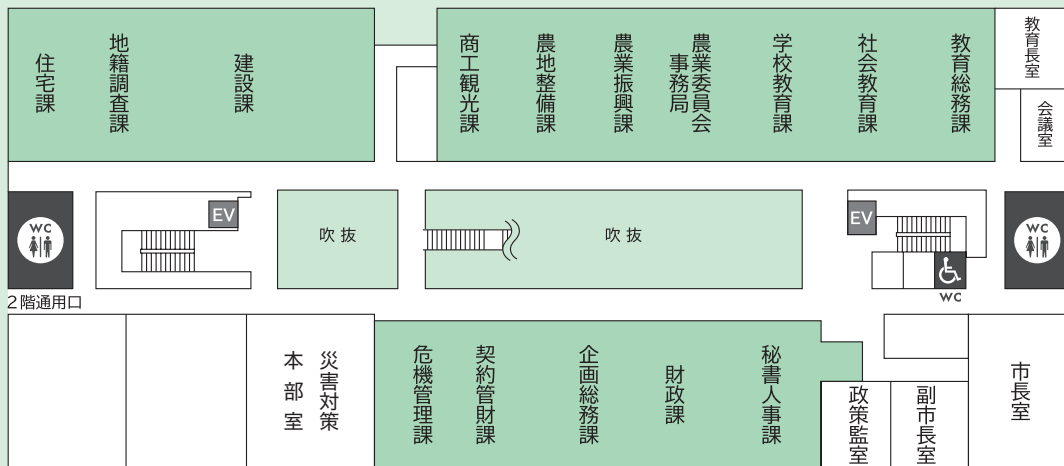 住宅課
地籍調査課
建設課
商工観光課
農地整備課
農業振興課
農業委員会
事務局
学校教育課
社会教育課
教育総務課
教育長室
会議室
WC
EV
吹抜
吹抜
EV
WC
WC
2階通用口
災害対策
本部室
危機管理課
契約管財課
企画総務課
財政課
秘書人事課
政策監室
副市長室
市長室